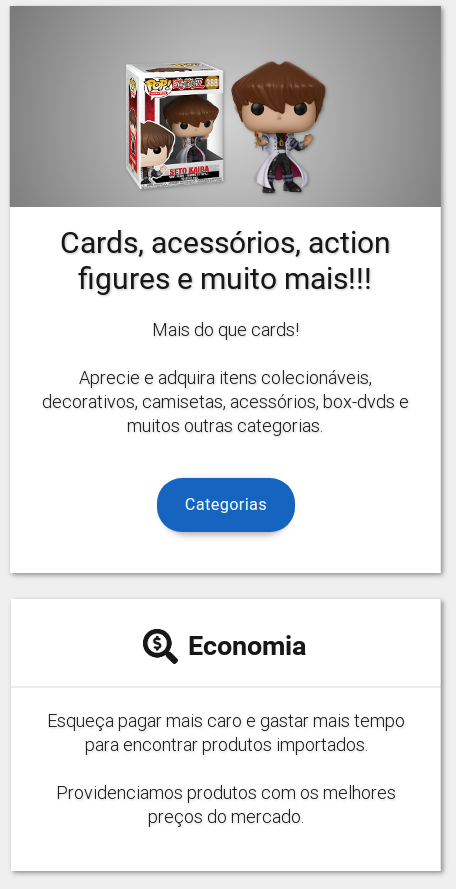 POP!
388
SETO KAIBA
Cards, acessórios, action
figures e muito mais!!!
Mais do que cards!
Aprecie e adquira itens colecionáveis,
decorativos, camisetas, acessórios, box-dvds e
muitos outras categorias.
Categorias
Economia
Esqueça pagar mais caro e gastar mais tempo
para encontrar produtos importados.
Providenciamos produtos com os melhores
preços do mercado.